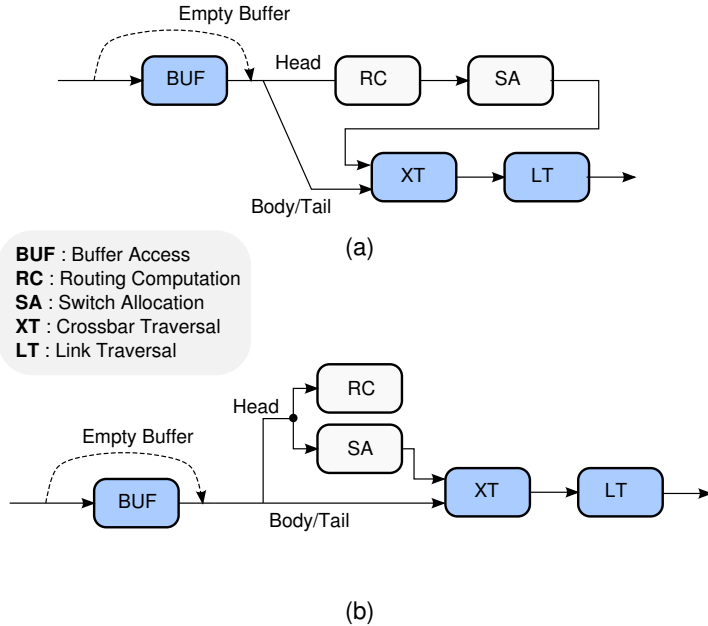 Empty Buffer
BUF
Head
RC
SA
XT
LT
Body/Tail
(a)
BUF : Buffer Access
RC : Routing Computation
SA : Switch Allocation
XT : Crossbar Traversal
LT : Link Traversal
RC
Head
Empty Buffer
SA
BUF
XT
LT
Body/Tail
(b)